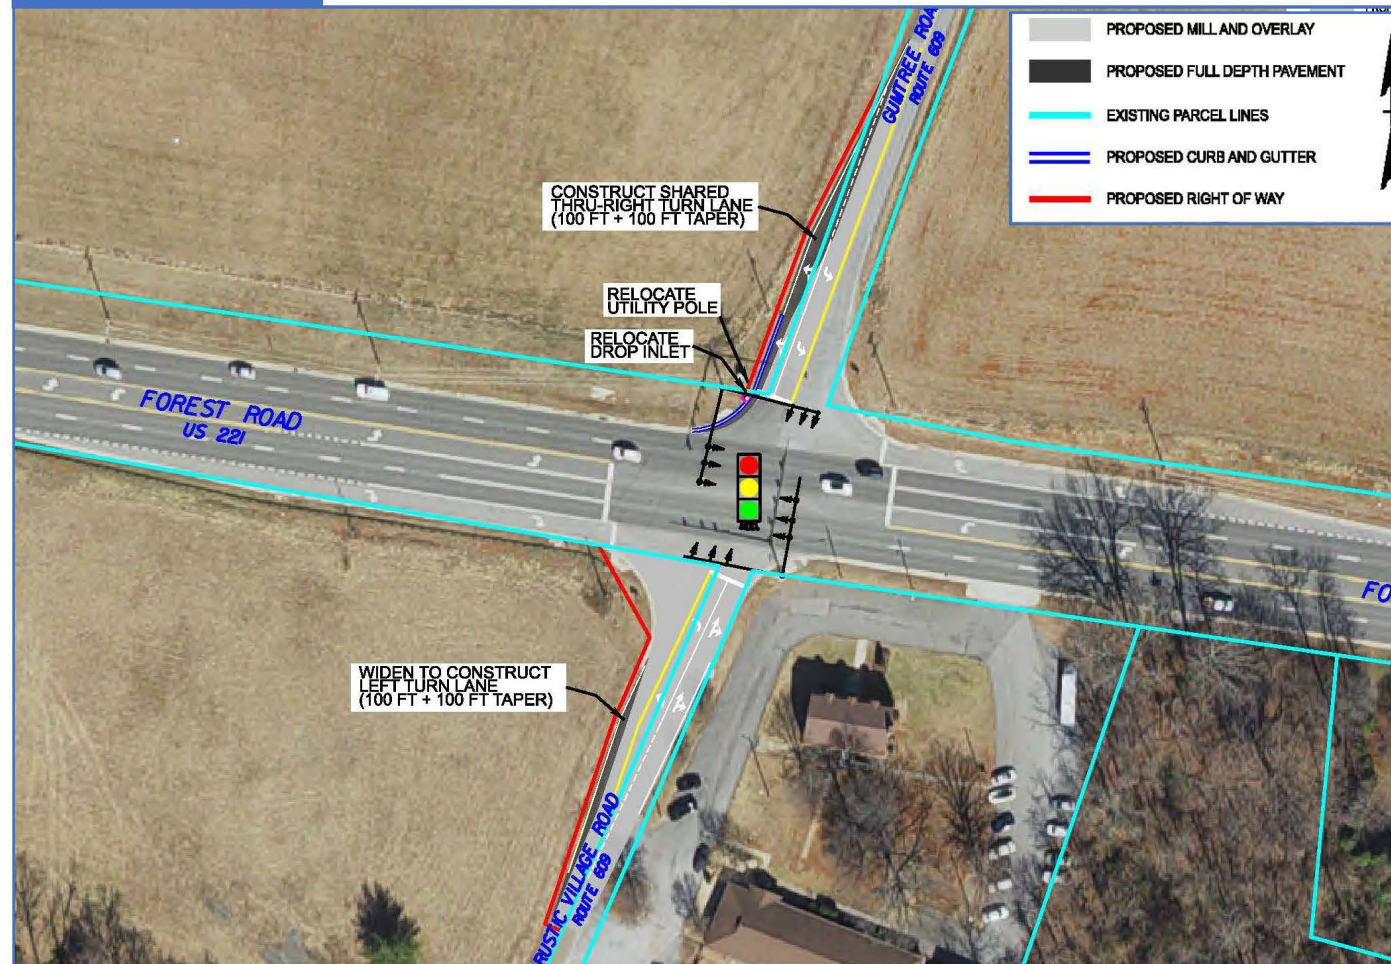 PROPOSED MILL AND OVERLAY
PROPOSED FULL DEPTH PAVEMENT
EXISTING PARCEL LINES
PROPOSED CURB AND GUTTER
PROPOSED RIGHT OF WAY
GUMTREE ROAD
ROUTE 609
CONSTRUCT SHARED
THRU-RIGHT TURN LANE
(100 FT + 100 FT TAPER)
RELOCATE
UTILITY POLE
RELOCATE
DROP INLET
FOREST ROAD
US 221
FO
WIDEN TO CONSTRUCT
LEFT TURN LANE
(100 FT + 100 FT TAPER)
RUSTIC VILLAGE ROAD
ROUTE 609